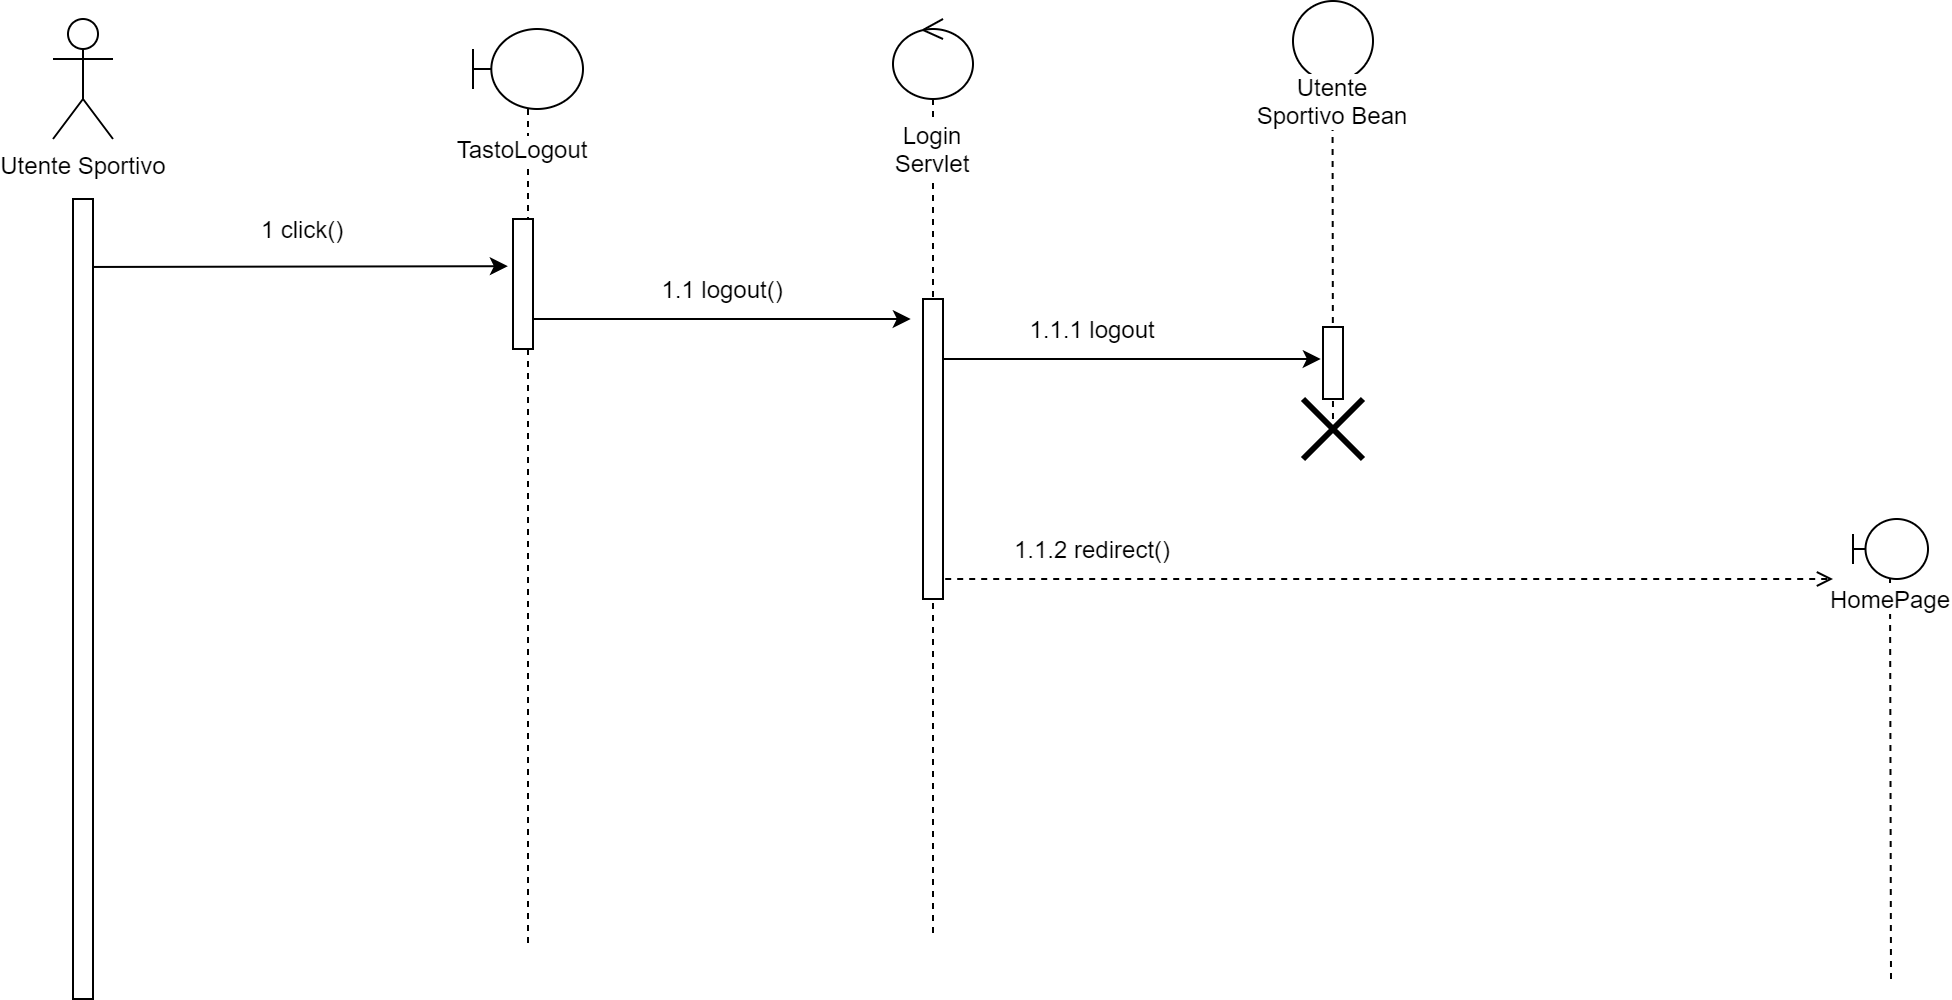 Utente Sportivo
TastoLogout
Login
Servlet
Utente
Sportivo Bean
1 click()
1.1 logout()
1.1.1 logout
1.1.2 redirect()
HomePage